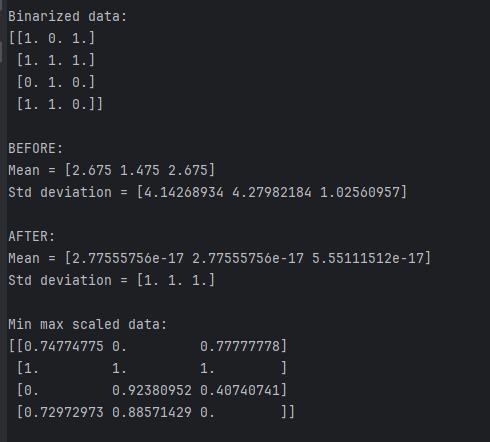 Binarized data:
[[1. 0. 1.]
 [1. 1. 1.]
 [0. 1. 0.]
 [1. 1. 0.]]

BEFORE:
Mean = [2.675 1.475 2.675]
Std deviation = [4.14268934 4.27982184 1.02560957]

AFTER:
Mean = [2.77555756e-17 2.77555756e-17 5.55111512e-17]
Std deviation = [1. 1. 1.]

Min max scaled data:
[[0.74774775 0.         0.77777778]
 [1.         1.         1.        ]
 [0.         0.92380952 0.40740741]
 [0.72972973 0.88571429 0.        ]]